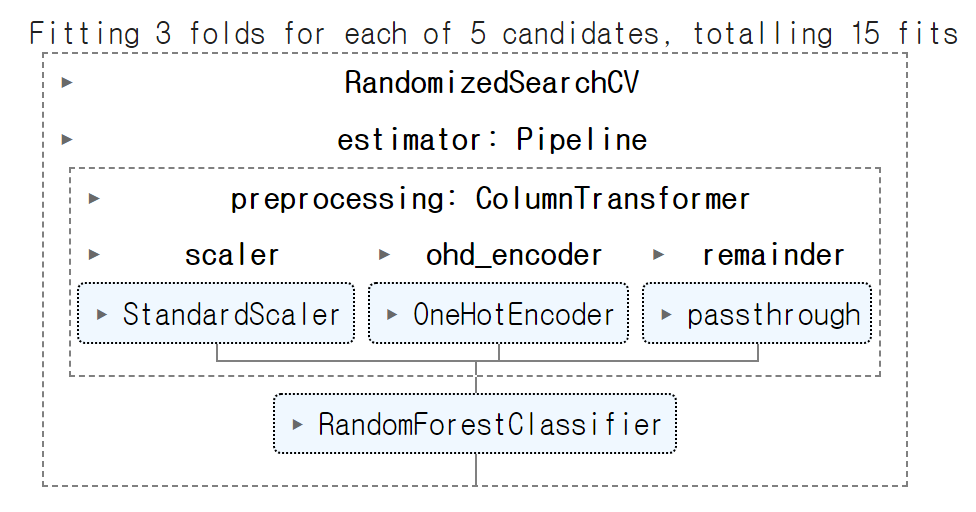 Fitting 3 folds for each of 5 candidates, totalling 15 fits
RandomizedSearchCV
estimator: Pipeline
preprocessing: ColumnTransformer
scaler ohd_encoder remainder
StandardScaler OneHotEncoder passthrough
RandomForestClassifier